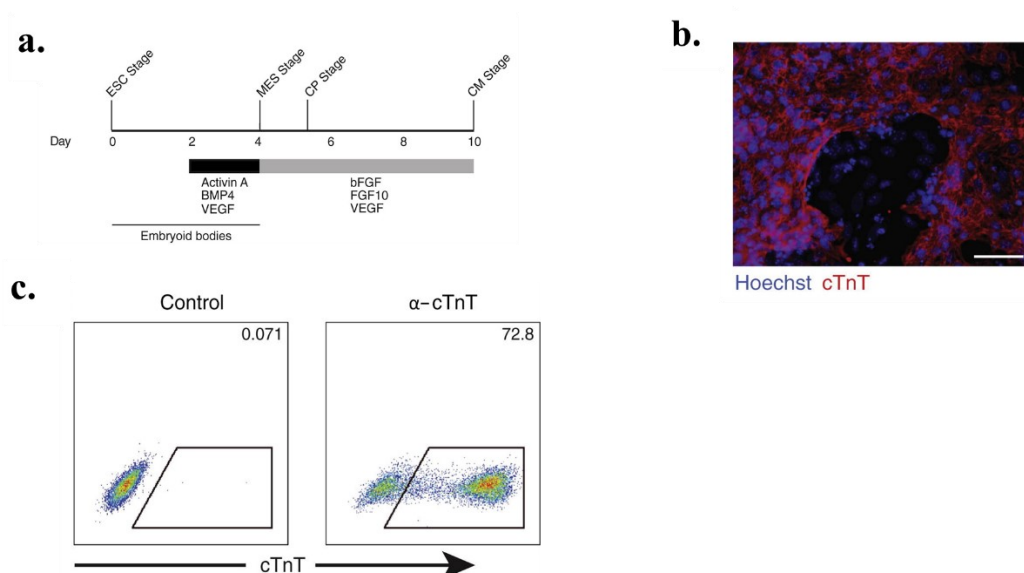 a.
ESC Stage
MES Stage
CP Stage
CM Stage
Day
0
2
4
6
8
10
Activin A
BMP4
VEGF
bFGF
FGF10
VEGF
Embryoid bodies
b.
Hoechst cTnT
c.
Control
α-cTnT
0.071
72.8
cTnT